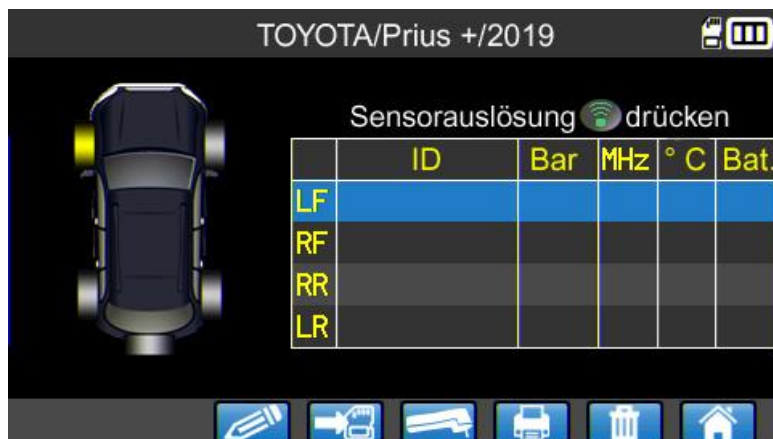 TOYOTA/Prius +/2019
Sensorauslösung drücken
ID Bar MHz ° C Bat.
LF
RF
RR
LR